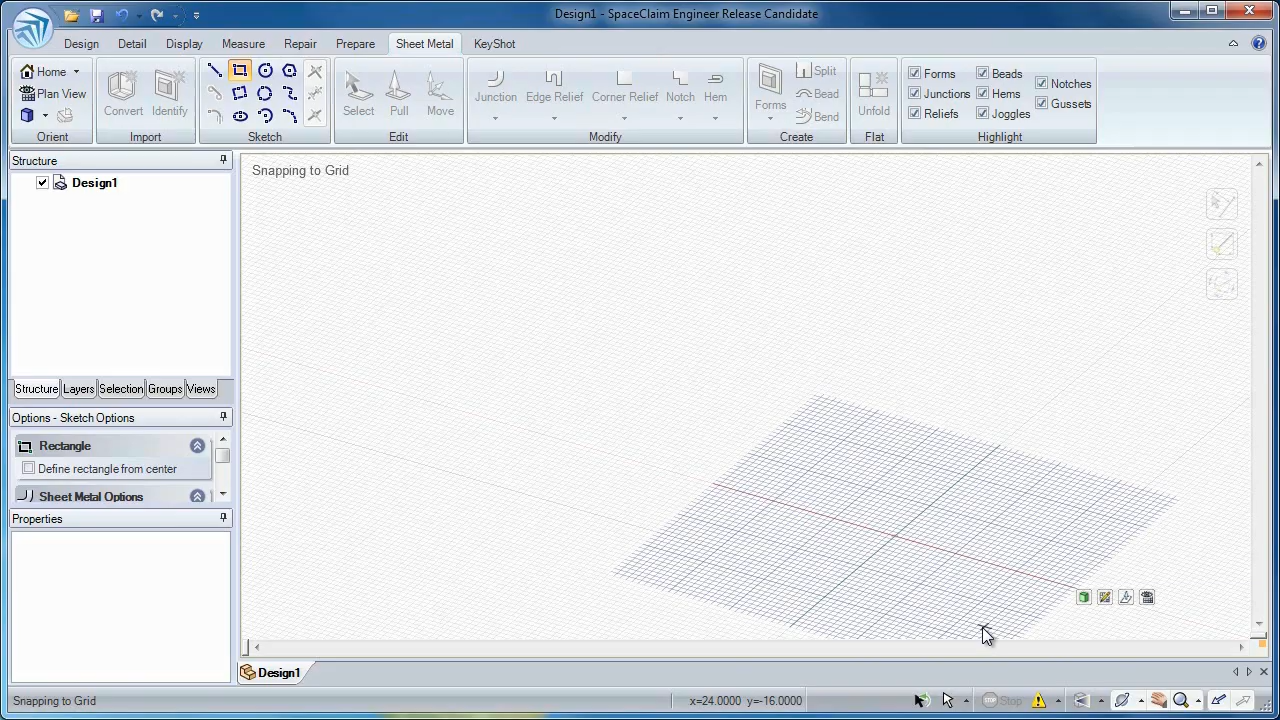 Design1 - SpaceClaim Engineer Release Candidate
Design Detail Display Measure Repair Prepare Sheet Metal KeyShot
Home
Plan View
Orient
Convert Identify
Import
Sketch
Select Pull Move
Edit
Junction Edge Relief Corner Relief Notch Hem
Modify
Forms Split
Bead
Bend
Create
Unfold
Flat
Forms Beads Notches
Junctions Hems Gussets
Reliefs Joggles
Highlight
Structure
Design1
Structure Layers Selection Groups Views
Options - Sketch Options
Rectangle
Define rectangle from center
Sheet Metal Options
Properties
Snapping to Grid
Design1
Snapping to Grid
x=24.0000 y=-16.0000
Stop